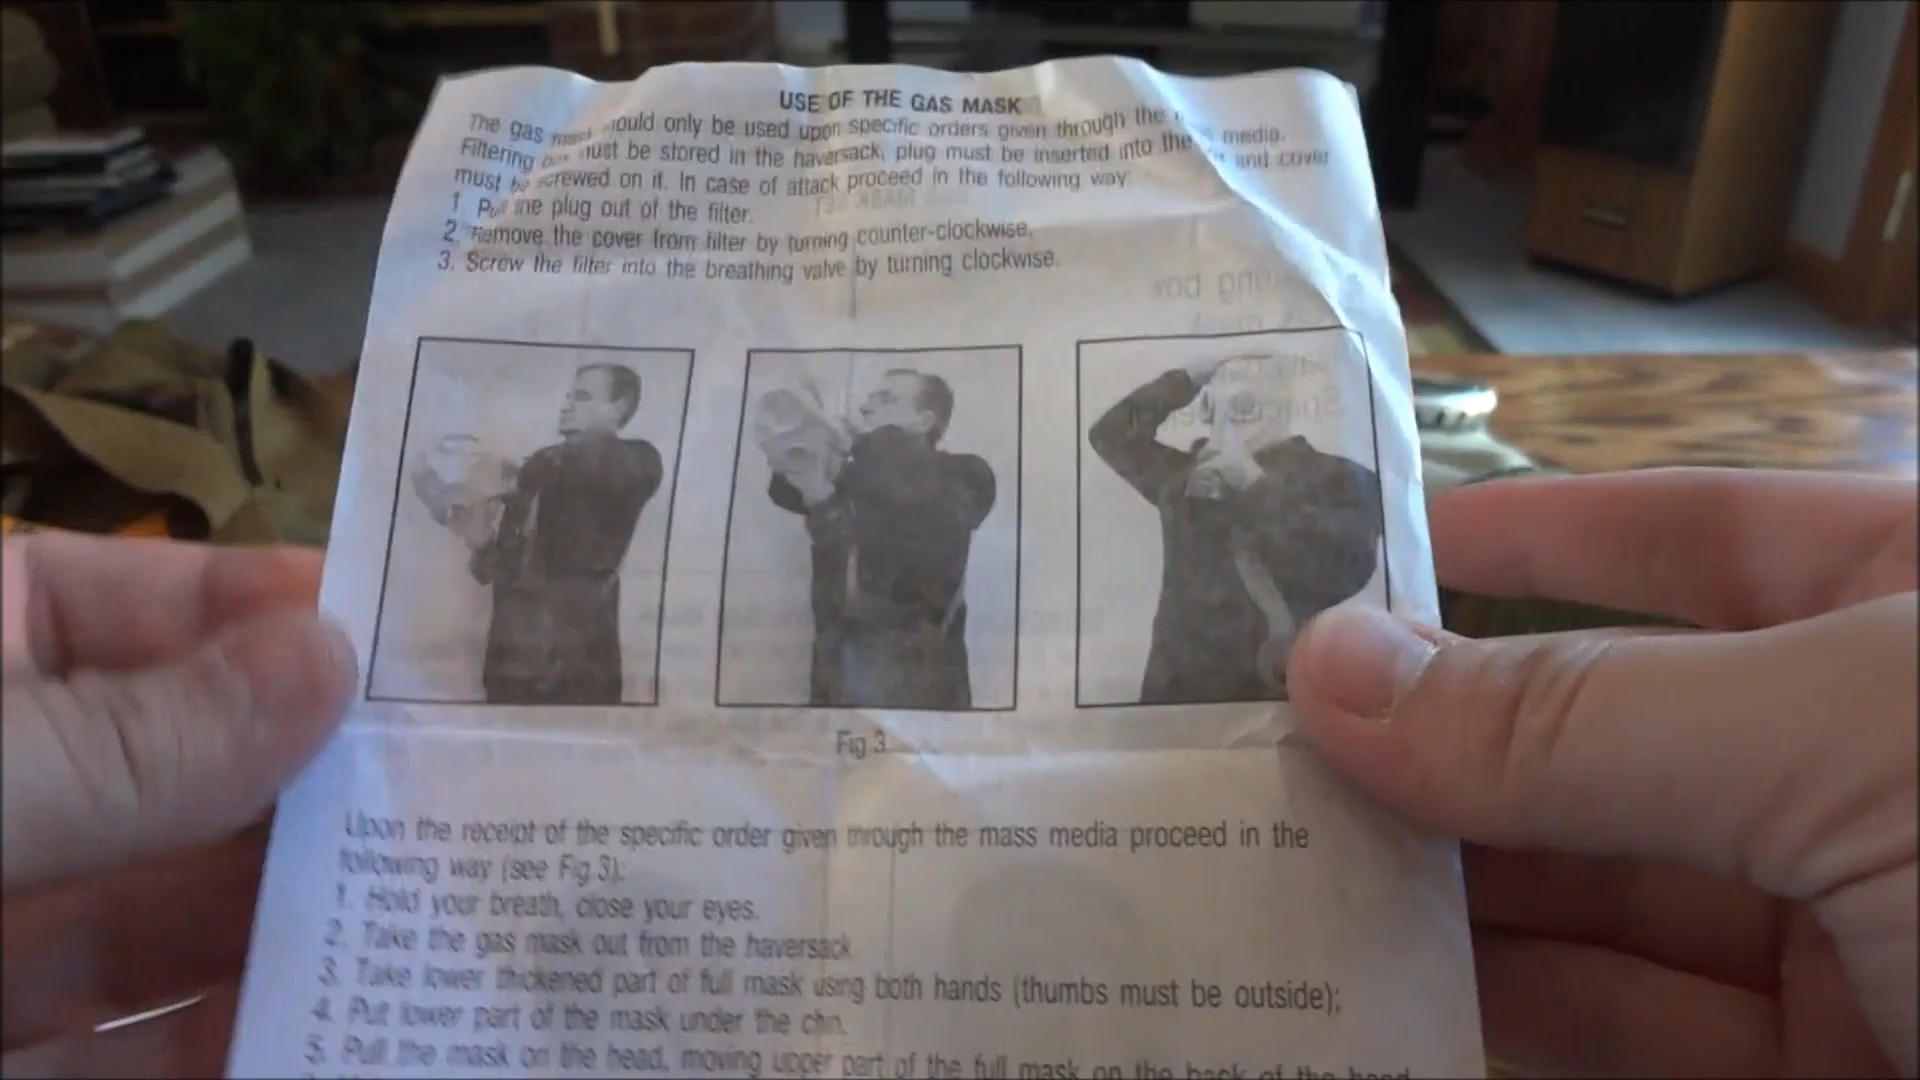 USE OF THE GAS MASK
The gas mask should only be used upon specific orders given through the media.
Filtering box must be stored in the haversack, plug must be inserted into the and cover
must be screwed on it. In case of attack proceed in the following way:
1 Pull the plug out of the filter.
2. Remove the cover from filter by turning counter-clockwise.
3. Screw the filter into the breathing valve by turning clockwise.
Fig 3
Upon the receipt of the specific order given through the mass media proceed in the
following way (see Fig 3):
1. Hold your breath, close your eyes.
2. Take the gas mask out from the haversack
3. Take lower thickened part of full mask using both hands (thumbs must be outside);
4. Put lower part of the mask under the chin.
5. Pull the mask on the head, moving upper part of the full mask on the back of the head